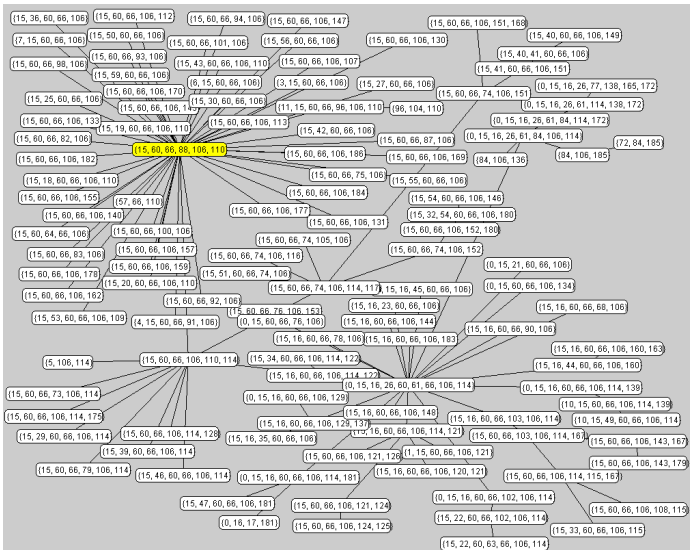 {15, 36, 60, 66, 106}
{15, 60, 66, 106, 112}
{15, 60, 66, 94, 106}
{15, 60, 66, 106, 147}
{15, 60, 66, 106, 151, 168}
{7, 15, 60, 66, 106}
{15, 50, 60, 66, 106}
{15, 60, 66, 101, 106}
{15, 56, 60, 66, 106}
{15, 60, 66, 106, 130}
{15, 40, 60, 66, 106, 149}
{15, 60, 66, 93, 106}
{15, 40, 41, 60, 66, 106}
{15, 60, 66, 98, 106}
{15, 43, 60, 66, 106, 110}
{15, 60, 66, 106, 107}
{15, 41, 60, 66, 106, 151}
{15, 59, 60, 66, 106}
{6, 15, 60, 66, 106}
{3, 15, 60, 66, 106}
{15, 27, 60, 66, 106}
{0, 15, 16, 26, 77, 138, 165, 172}
{15, 60, 66, 106, 170}
{15, 60, 66, 74, 106, 151}
{15, 25, 60, 66, 106}
{15, 30, 60, 66, 106}
{0, 15, 16, 26, 61, 114, 138, 172}
{15, 60, 66, 106, 14
{11, 15, 60, 66, 96, 106, 110}
{96, 104, 110}
{15, 60, 66, 106, 133}
{15, 60, 66, 106, 113}
{0, 15, 16, 26, 61, 84, 114, 172}
{15, 19, 60, 66, 106, 110}
{15, 42, 60, 66, 106}
{0, 15, 16, 26, 61, 84, 106, 114}
{15, 60, 66, 82, 106}
{15, 60, 66, 87, 106}
{72, 84, 185}
{15, 60, 66, 88, 106, 110}
{15, 60, 66, 106, 186}
{15, 60, 66, 106, 169}
{84, 106, 136}
{84, 106, 185}
{15, 60, 66, 106, 182}
{15, 60, 66, 75, 106}
{15, 18, 60, 66, 106, 110}
{15, 55, 60, 66, 106}
{15, 60, 66, 106, 155}
{57, 66, 110}
{15, 60, 66, 106, 184}
{15, 54, 60, 66, 106, 146}
{15, 60, 66, 106, 140}
{15, 60, 66, 106, 177}
{15, 60, 66, 106, 131}
{15, 32, 54, 60, 66, 106, 180}
{15, 64, 60, 66, 106}
{15, 60, 66, 100, 106}
{15, 60, 66, 106, 152, 180}
{15, 60, 66, 74, 105, 106}
{15, 60, 66, 83, 106}
{15, 60, 66, 106, 157}
{15, 60, 66, 74, 106, 116}
{15, 60, 66, 74, 106, 152}
{15, 60, 66, 106, 178}
{15, 60, 66, 106, 159}
{15, 51, 60, 66, 74, 106}
{0, 15, 21, 60, 66, 106}
{15, 20, 60, 66, 106, 110}
{15, 60, 66, 74, 106, 114, 117}
15, 16, 45, 60, 66, 106}
{0, 15, 60, 66, 106, 134}
{15, 60, 66, 106, 162}
{15, 60, 66, 92, 106}
{15, 60, 66, 76, 106, 153}
{15, 16, 23, 60, 66, 106}
{15, 16, 60, 66, 68, 106}
{15, 53, 60, 66, 106, 109}
{4, 15, 60, 66, 91, 106}
{0, 15, 60, 66, 76, 106}
{15, 16, 60, 66, 106, 144}
{15, 16, 60, 66, 90, 106}
{15, 16, 60, 66, 78, 106}
{15, 16, 60, 66, 106, 183}
{15, 16, 60, 66, 106, 160, 163}
{5, 106, 114}
{15, 60, 66, 106, 110, 114}
{15, 34, 60, 66, 106, 114, 122}
{15, 16, 44, 60, 66, 106, 160}
{15, 16, 60, 66, 106, 114, 122}
{0, 15, 16, 26, 60, 61, 66, 106, 114}
{0, 15, 16, 60, 66, 106, 114, 139}
{15, 60, 66, 73, 106, 114}
{0, 15, 16, 60, 66, 106, 129}
{10, 15, 60, 66, 106, 114, 139}
{15, 60, 66, 106, 114, 175}
{15, 16, 60, 66, 106, 148}
{15, 16, 60, 66, 103, 106, 114}
{10, 15, 49, 60, 66, 106, 114}
{15, 16, 60, 66, 106, 129, 137}
{15, 29, 60, 66, 106, 114}
{15, 60, 66, 106, 114, 128}
{15, 16, 35, 60, 66, 106}
15, 16, 60, 66, 106, 114, 121}
{15, 60, 66, 103, 106, 114, 167}
{15, 60, 66, 106, 143, 167}
{15, 39, 60, 66, 106, 114}
{15, 60, 66, 106, 121, 126}
{1, 15, 60, 66, 106, 121}
{15, 60, 66, 106, 143, 179}
{15, 60, 66, 79, 106, 114}
{15, 46, 60, 66, 106, 114}
{0, 15, 16, 60, 66, 106, 114, 181}
{15, 16, 60, 66, 106, 120, 121}
{15, 60, 66, 106, 114, 115, 167}
{15, 47, 60, 66, 106, 181}
{15, 60, 66, 106, 121, 124}
{0, 15, 16, 60, 66, 102, 106, 114}
{15, 60, 66, 106, 108, 115}
{0, 16, 17, 181}
{15, 60, 66, 106, 124, 125}
{15, 22, 60, 66, 102, 106, 114}
{15, 33, 60, 66, 106, 115}
{15, 22, 60, 63, 66, 106, 114}